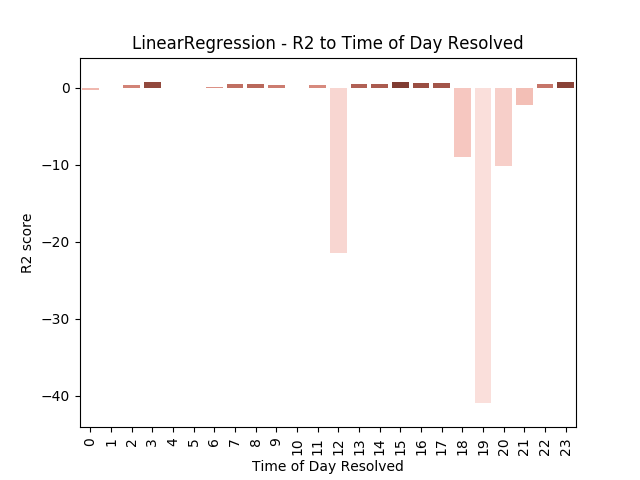 LinearRegression - R2 to Time of Day Resolved
R2 score
0
−10
−20
−30
−40
0 1 2 3 4 5 6 7 8 9 10 11 12 13 14 15 16 17 18 19 20 21 22 23
Time of Day Resolved